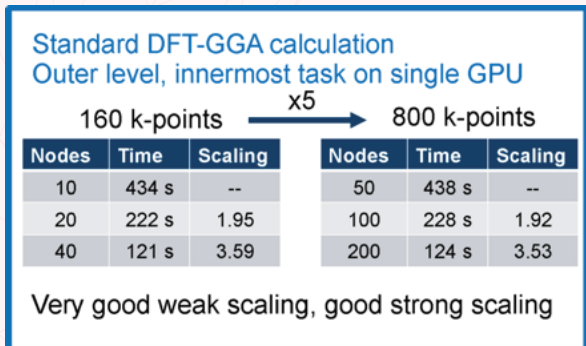 Standard DFT-GGA calculation
Outer level, innermost task on single GPU
160 k-points x5 800 k-points
Nodes Time Scaling
10 434 s --
20 222 s 1.95
40 121 s 3.59
Nodes Time Scaling
50 438 s --
100 228 s 1.92
200 124 s 3.53
Very good weak scaling, good strong scaling